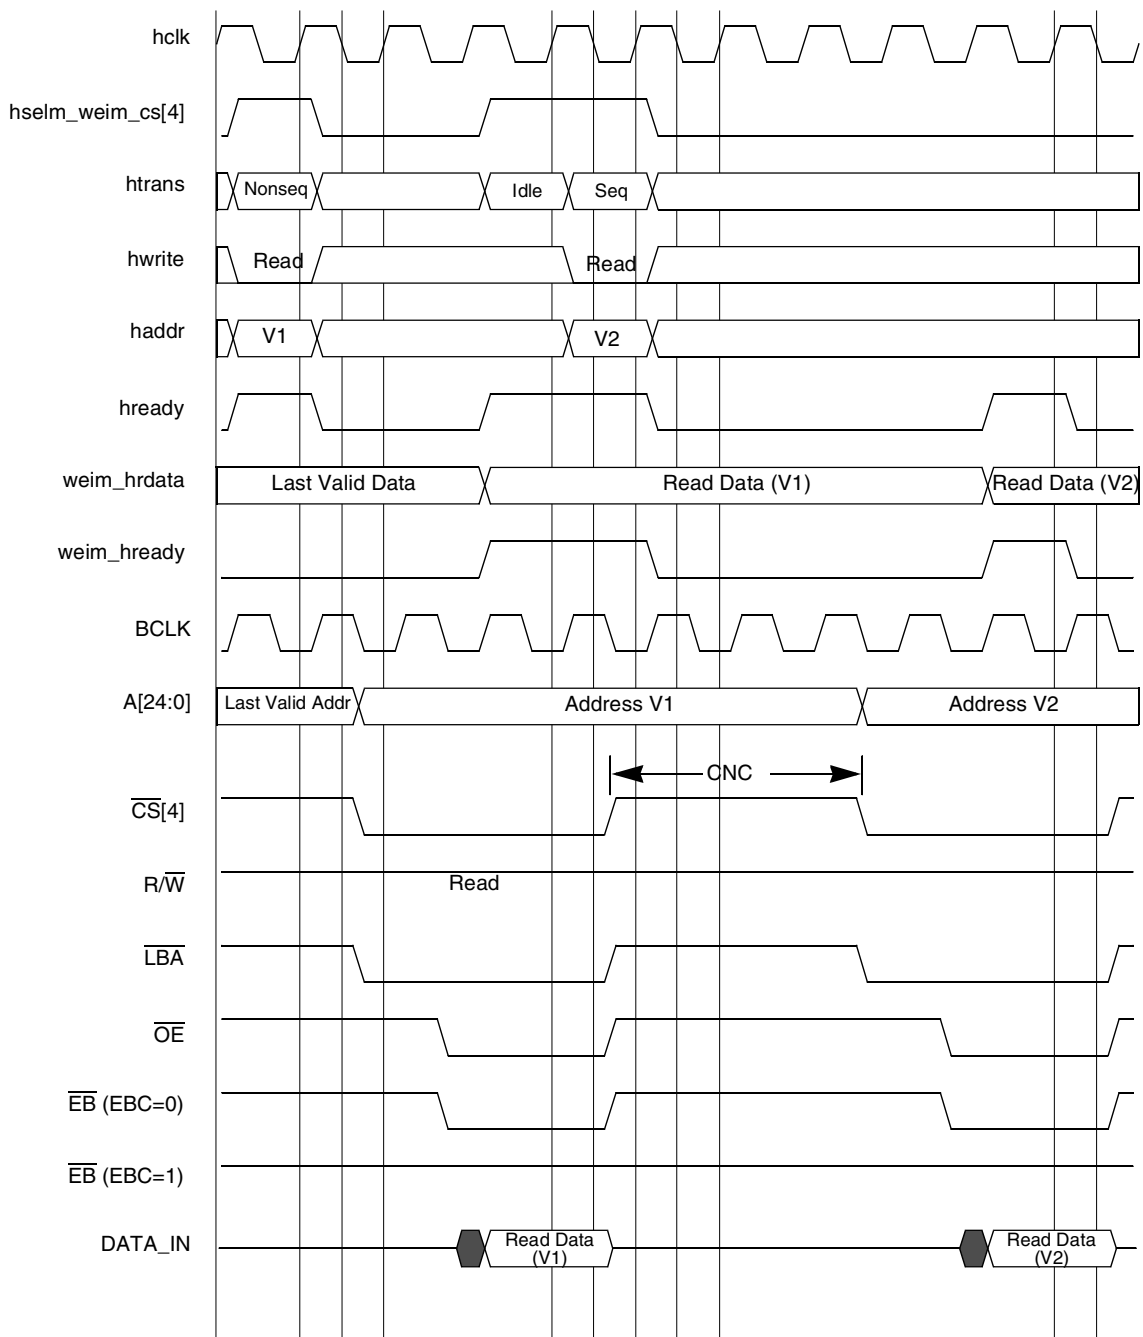 hclk
hselm_weim_cs[4]
htrans Nonseq Idle Seq
hwrite Read Read
haddr V1 V2
hready
weim_hrdata Last Valid Data Read Data (V1) Read Data (V2)
weim_hready
BCLK
A[24:0] Last Valid Addr Address V1 Address V2
CNC
CS[4]
R/W Read
LBA
OE
EB (EBC=0)
EB (EBC=1)
DATA_IN Read Data (V1) Read Data (V2)